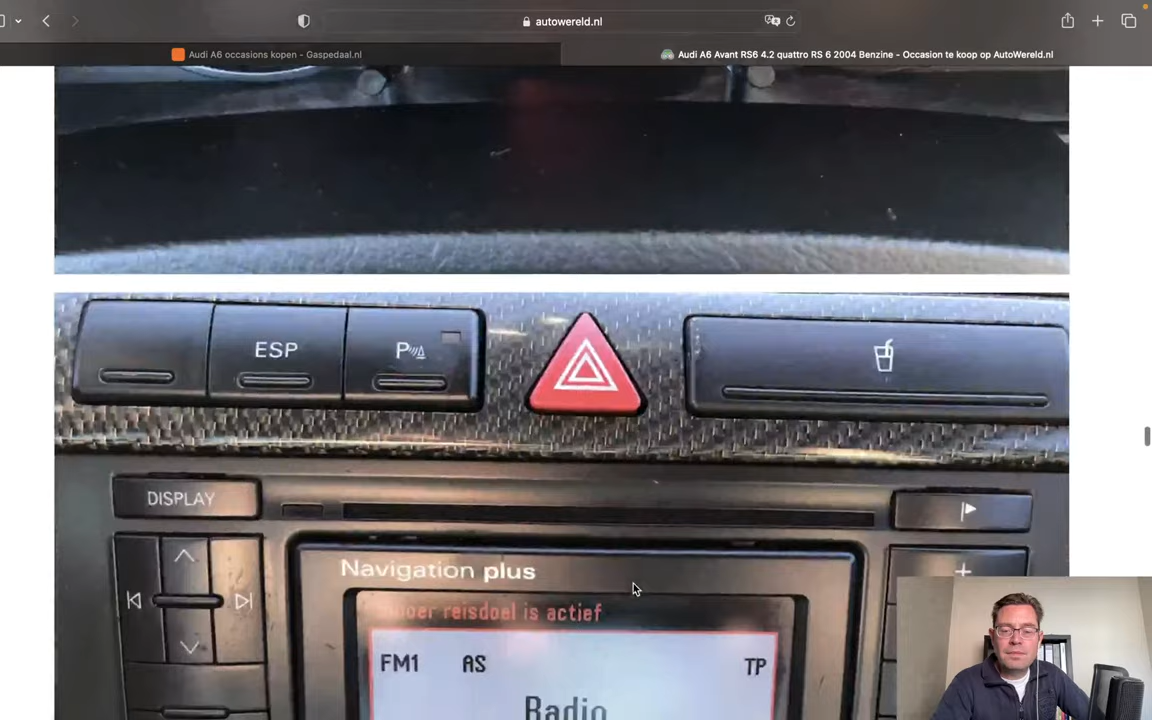 autowereld.nl
Audi A6 occasions kopen - Gaspedaal.nl
Audi A6 Avant RS6 4.2 quattro RS 6 2004 Benzine - Occasion te koop op AutoWereld.nl
ESP
P
DISPLAY
Navigation plus
reisdoel is actief
FM1 AS TP
Radio